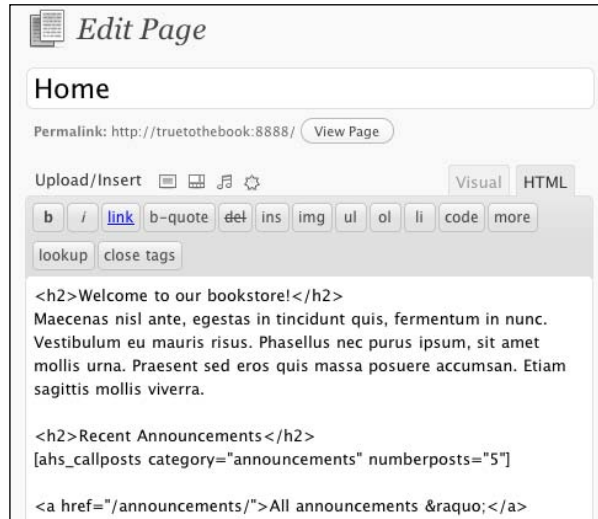 Edit Page
Home
Permalink: http://truetothebook:8888/ View Page
Upload/Insert Visual HTML
b i link b-quote del ins img ul ol li code more
lookup close tags
<h2>Welcome to our bookstore!</h2>
Maecenas nisl ante, egestas in tincidunt quis, fermentum in nunc.
Vestibulum eu mauris risus. Phasellus nec purus ipsum, sit amet
mollis urna. Praesent sed eros quis massa posuere accumsan. Etiam
sagittis mollis viverra.
<h2>Recent Announcements</h2>
[ahs_callposts category="announcements" numberposts="5"]
<a href="/announcements/">All announcements &raquo;</a>